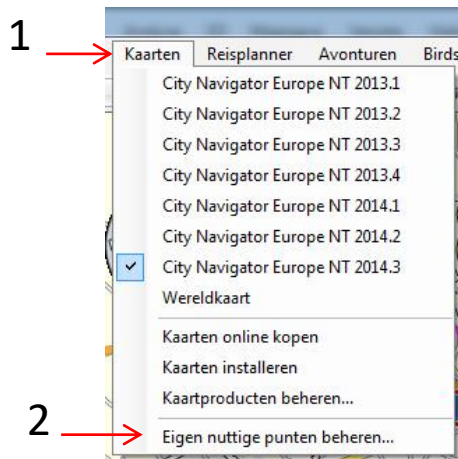 1
Kaarten Reisplanner Avonturen Birds
City Navigator Europe NT 2013.1
City Navigator Europe NT 2013.2
City Navigator Europe NT 2013.3
City Navigator Europe NT 2013.4
City Navigator Europe NT 2014.1
City Navigator Europe NT 2014.2
City Navigator Europe NT 2014.3
Wereldkaart
Kaarten online kopen
Kaarten installeren
Kaartproducten beheren...
2
Eigen nuttige punten beheren...